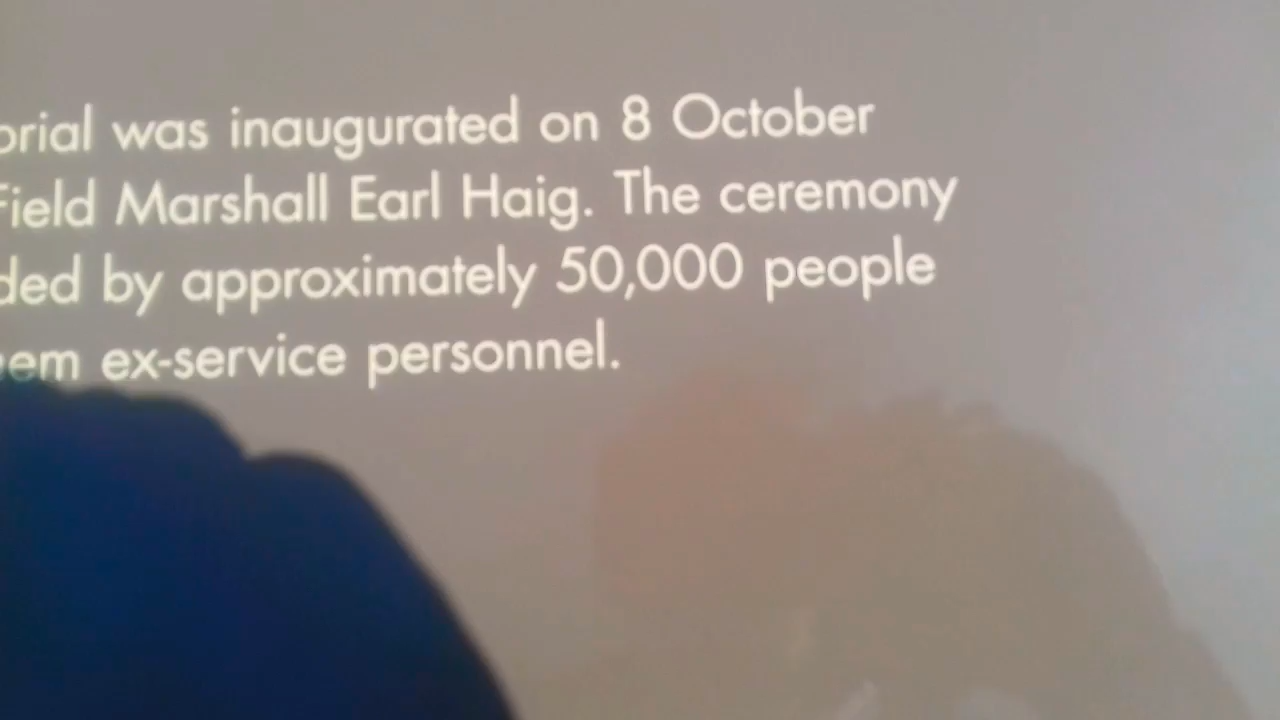 orial was inaugurated on 8 October
Field Marshall Earl Haig. The ceremony
ded by approximately 50,000 people
em ex-service personnel.